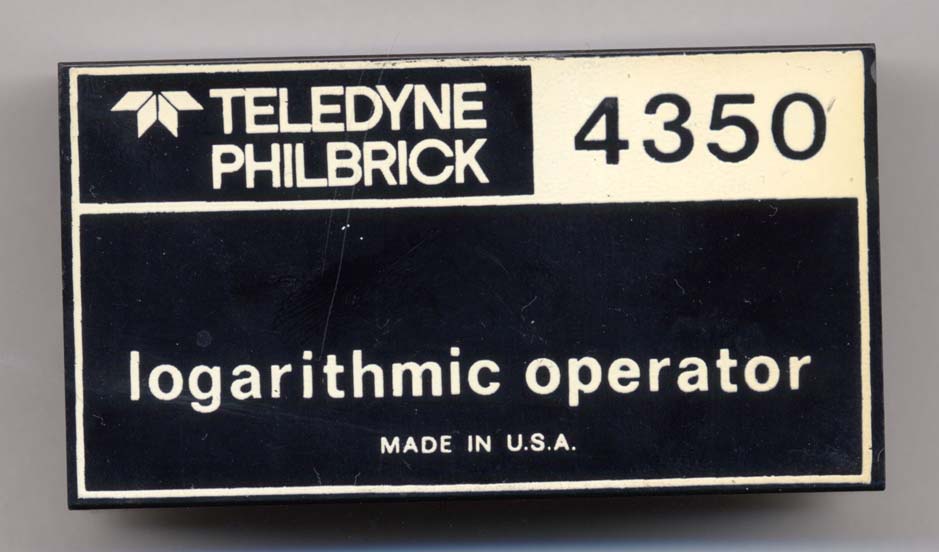 TELEDYNE
PHILBRICK
4350
logarithmic operator
MADE IN U.S.A.